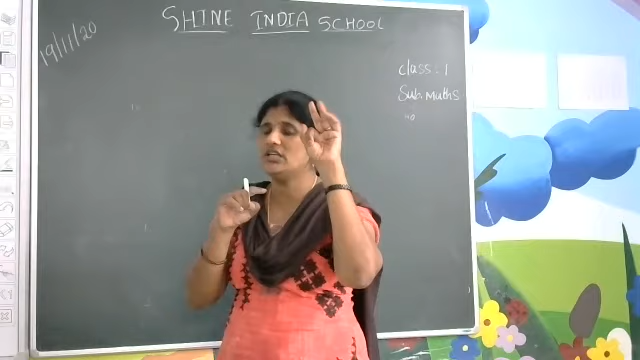 SHINE INDIA SCHOOL
19/11/20
class : 1
Sub: Maths